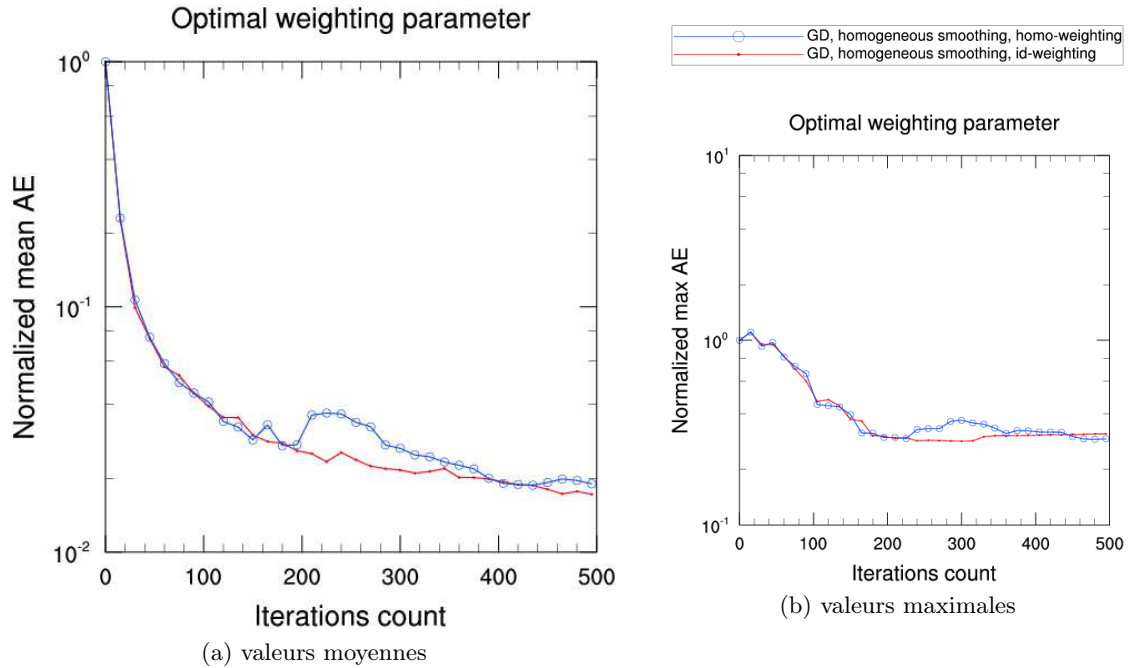 Optimal weighting parameter
10^0
10^-1
10^-2
Normalized mean AE
0 100 200 300 400 500
Iterations count
(a) valeurs moyennes
GD, homogeneous smoothing, homo-weighting
GD, homogeneous smoothing, id-weighting
Optimal weighting parameter
10^1
10^0
10^-1
Normalized max AE
0 100 200 300 400 500
Iterations count
(b) valeurs maximales